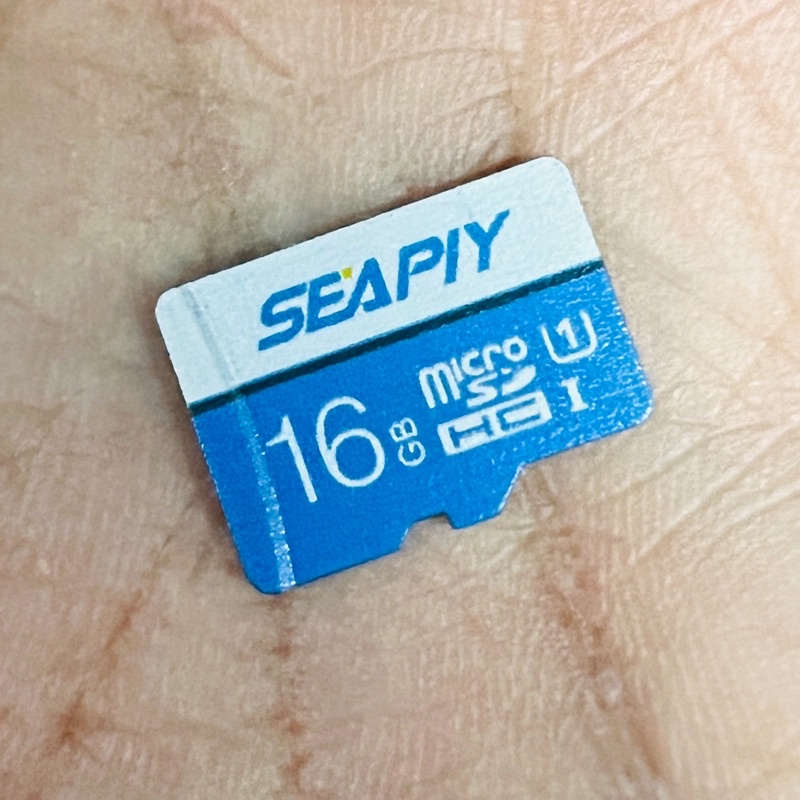 SEAPIY
16 GB
micro
SD
HC I
U1